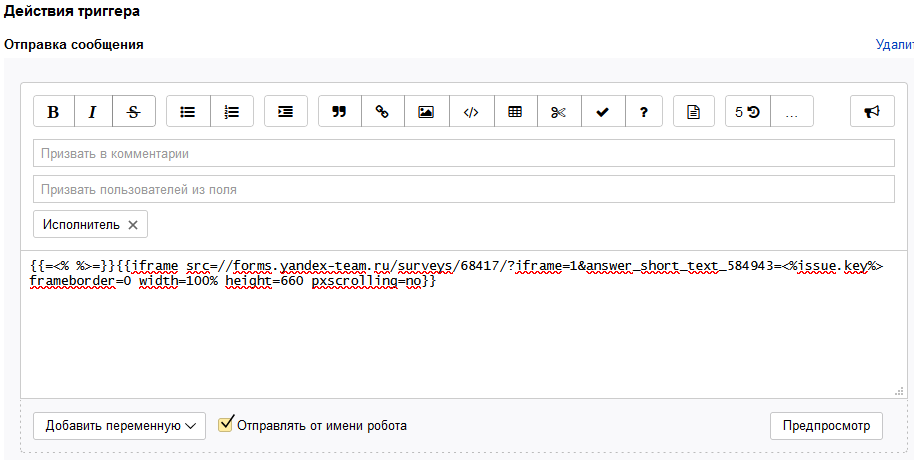 Действия триггера
Отправка сообщения
Удалит
B I S 5 ...
Призвать в комментарии
Призвать пользователей из поля
Исполнитель
{{=<% %>=}}{{iframe src=//forms.yandex-team.ru/surveys/68417/?iframe=1&answer_short_text_584943=<%issue.key%>
frameborder=0 width=100% height=660 pxscrolling=no}}
Добавить переменную
Отправлять от имени робота
Предпросмотр